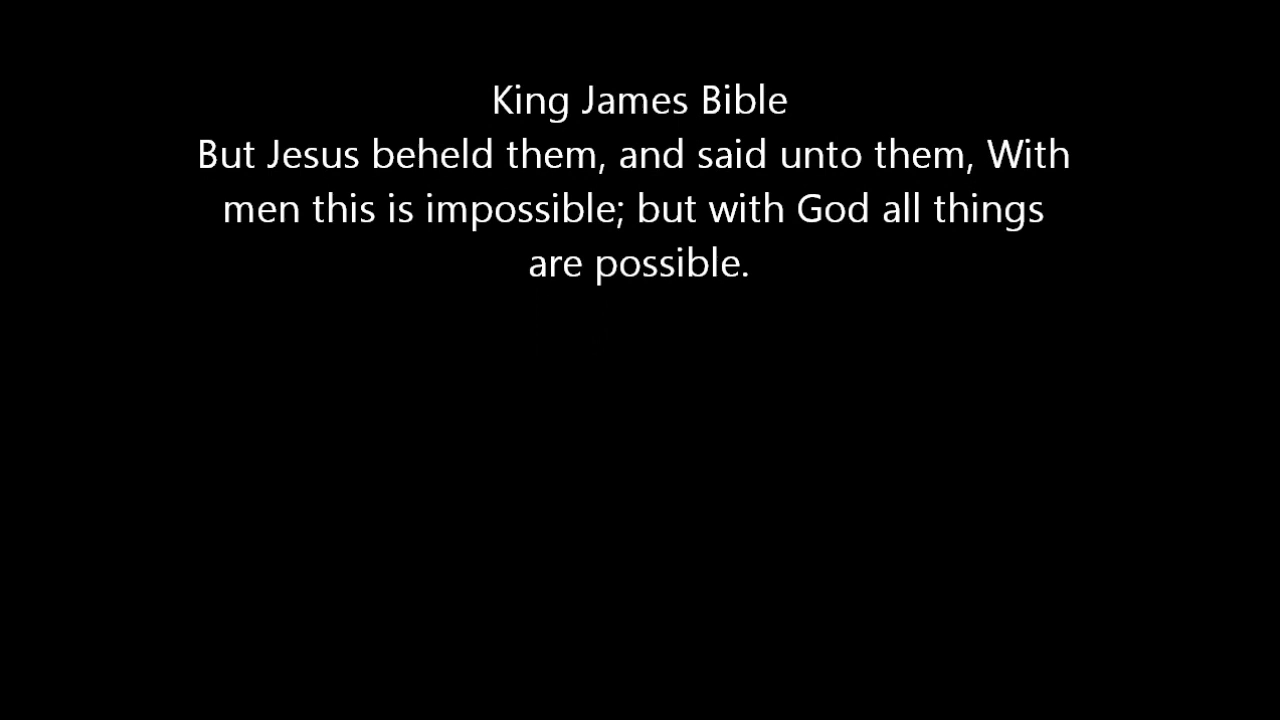 King James Bible
But Jesus beheld them, and said unto them, With
men this is impossible; but with God all things
are possible.